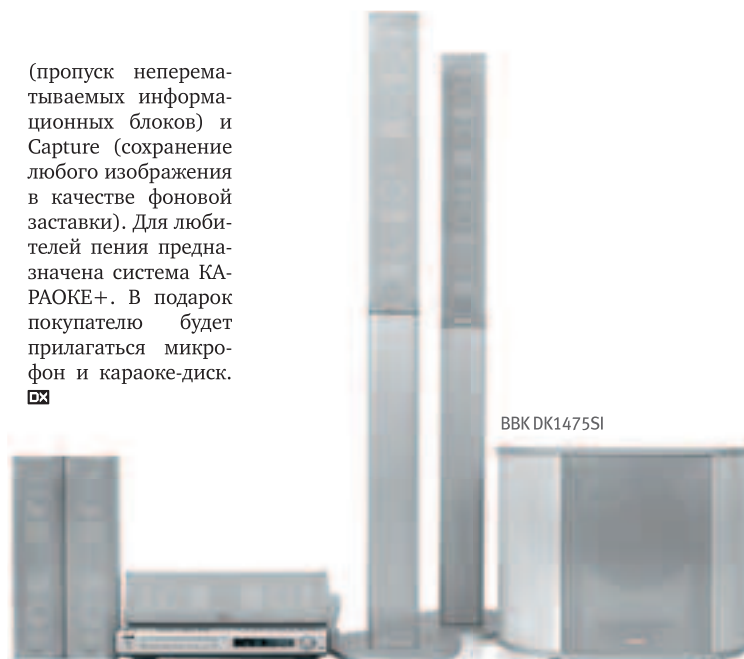 (пропуск неперема-
тываемых информа-
ционных блоков) и
Capture (сохранение
любого изображения
в качестве фоновой
заставки). Для люби-
телей пения предна-
значена система КА-
РАОКЕ+. В подарок
покупателю будет
прилагаться микро-
фон и караоке-диск.
DX
BBK DK1475SI